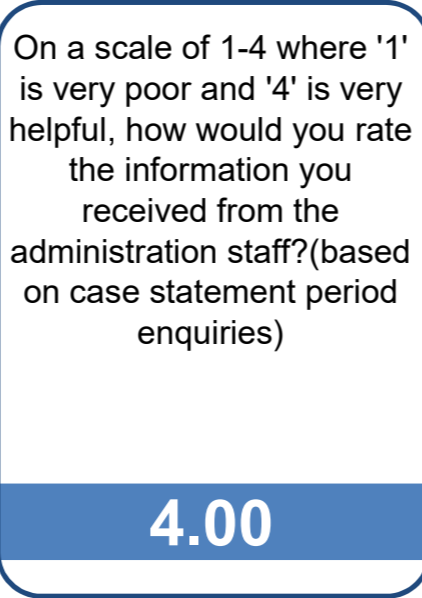 On a scale of 1-4 where '1'
is very poor and '4' is very
helpful, how would you rate
the information you
received from the
administration staff?(based
on case statement period
enquiries)
4.00